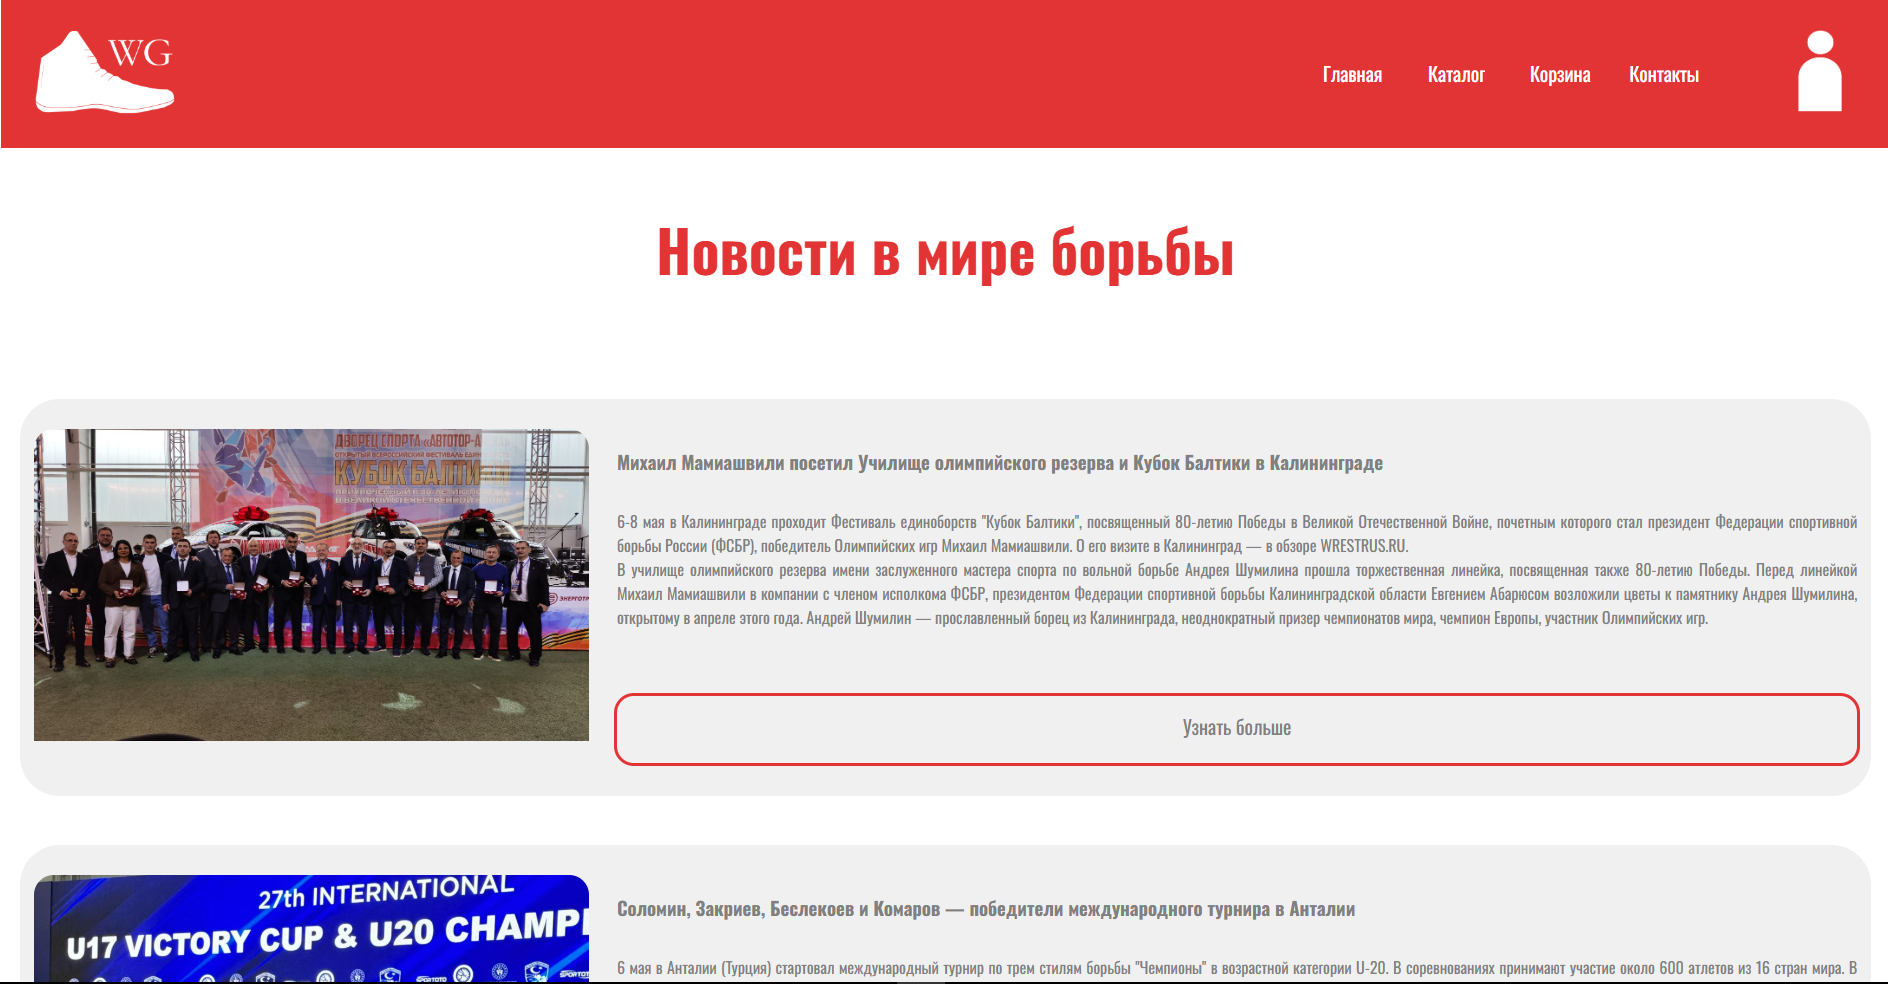 WG
Главная
Каталог
Корзина
Контакты
Новости в мире борьбы
ДВОРЕЦ СПОРТА «АВТОТОР-А
ОТКРЫТЫЙ ВСЕРОССИЙСКИЙ ФЕСТИВАЛЬ ЕДИН
КУБОК БАЛТИ
ЭНЕРГОТР
Михаил Мамиашвили посетил Училище олимпийского резерва и Кубок Балтики в Калининграде
6-8 мая в Калининграде проходит Фестиваль единоборств "Кубок Балтики", посвященный 80-летию Победы в Великой Отечественной Войне, почетным которого стал президент Федерации спортивной
борьбы России (ФСБР), победитель Олимпийских игр Михаил Мамиашвили. О его визите в Калининград — в обзоре WRESTRUS.RU.
В училище олимпийского резерва имени заслуженного мастера спорта по вольной борьбе Андрея Шумилина прошла торжественная линейка, посвященная также 80-летию Победы. Перед линейкой
Михаил Мамиашвили в компании с членом исполкома ФСБР, президентом Федерации спортивной борьбы Калининградской области Евгением Абарюсом возложили цветы к памятнику Андрея Шумилина,
открытому в апреле этого года. Андрей Шумилин — прославленный борец из Калининграда, неоднократный призер чемпионатов мира, чемпион Европы, участник Олимпийских игр.
Узнать больше
27th INTERNATIONAL
U17 VICTORY CUP & U20 CHAMPI
SPORTOTO
SPORTOTO
Соломин, Закриев, Беслекоев и Комаров — победители международного турнира в Анталии
6 мая в Анталии (Турция) стартовал международный турнир по трем стилям борьбы "Чемпионы" в возрастной категории U-20. В соревнованиях принимают участие около 600 атлетов из 16 стран мира. В